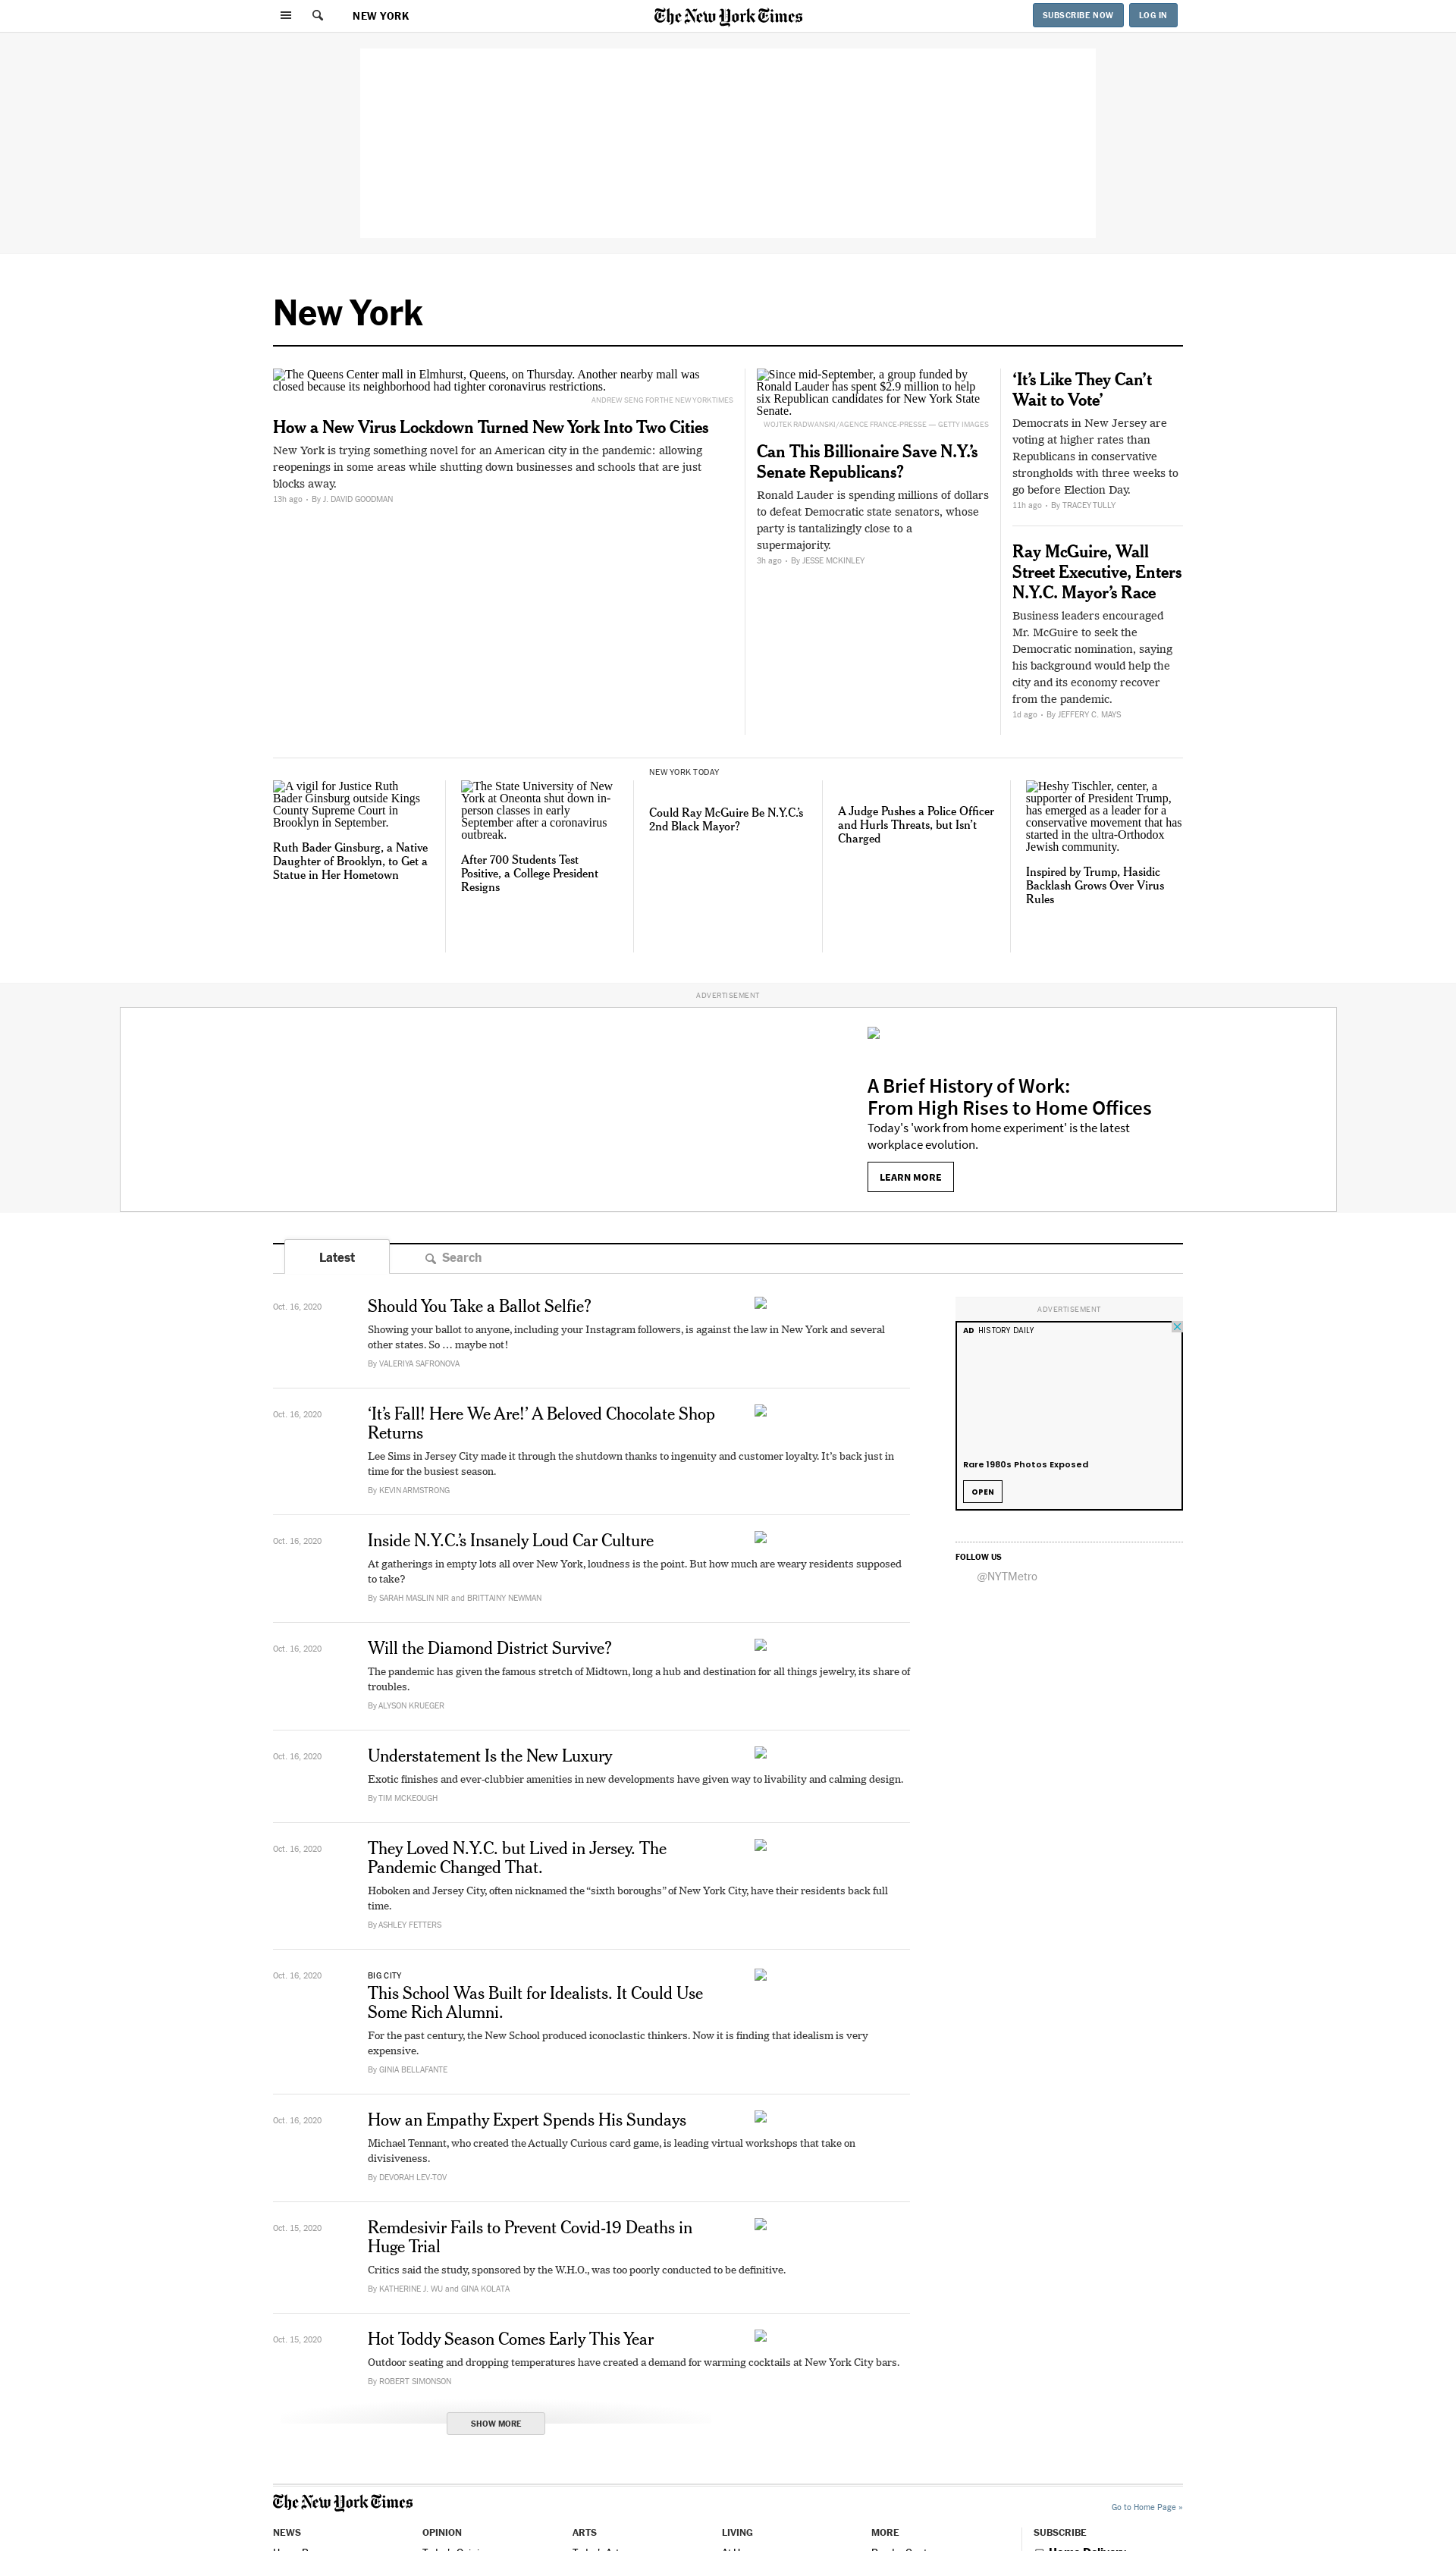 NEW YORK
The New York Times
SUBSCRIBE NOW
LOG IN
New York
The Queens Center mall in Elmhurst, Queens, on Thursday. Another nearby mall was
closed because its neighborhood had tighter coronavirus restrictions.
ANDREW SENG FOR THE NEW YORK TIMES
How a New Virus Lockdown Turned New York Into Two Cities
New York is trying something novel for an American city in the pandemic: allowing
reopenings in some areas while shutting down businesses and schools that are just
blocks away.
13h ago • By J. DAVID GOODMAN
Since mid-September, a group funded by
Ronald Lauder has spent $2.9 million to help
six Republican candidates for New York State
Senate.
WOJTEK RADWANSKI/AGENCE FRANCE-PRESSE — GETTY IMAGES
Can This Billionaire Save N.Y.’s
Senate Republicans?
Ronald Lauder is spending millions of dollars
to defeat Democratic state senators, whose
party is tantalizingly close to a
supermajority.
3h ago • By JESSE MCKINLEY
‘It’s Like They Can’t
Wait to Vote’
Democrats in New Jersey are
voting at higher rates than
Republicans in conservative
strongholds with three weeks to
go before Election Day.
11h ago • By TRACEY TULLY
Ray McGuire, Wall
Street Executive, Enters
N.Y.C. Mayor’s Race
Business leaders encouraged
Mr. McGuire to seek the
Democratic nomination, saying
his background would help the
city and its economy recover
from the pandemic.
1d ago • By JEFFERY C. MAYS
A vigil for Justice Ruth
Bader Ginsburg outside Kings
County Supreme Court in
Brooklyn in September.
Ruth Bader Ginsburg, a Native
Daughter of Brooklyn, to Get a
Statue in Her Hometown
The State University of New
York at Oneonta shut down in-
person classes in early
September after a coronavirus
outbreak.
After 700 Students Test
Positive, a College President
Resigns
NEW YORK TODAY
Could Ray McGuire Be N.Y.C.’s
2nd Black Mayor?
A Judge Pushes a Police Officer
and Hurls Threats, but Isn’t
Charged
Heshy Tischler, center, a
supporter of President Trump,
has emerged as a leader for a
conservative movement that has
started in the ultra-Orthodox
Jewish community.
Inspired by Trump, Hasidic
Backlash Grows Over Virus
Rules
ADVERTISEMENT
A Brief History of Work:
From High Rises to Home Offices
Today's 'work from home experiment' is the latest
workplace evolution.
LEARN MORE
Latest
Search
Oct. 16, 2020
Should You Take a Ballot Selfie?
Showing your ballot to anyone, including your Instagram followers, is against the law in New York and several
other states. So … maybe not!
By VALERIYA SAFRONOVA
Oct. 16, 2020
‘It’s Fall! Here We Are!’ A Beloved Chocolate Shop
Returns
Lee Sims in Jersey City made it through the shutdown thanks to ingenuity and customer loyalty. It’s back just in
time for the busiest season.
By KEVIN ARMSTRONG
Oct. 16, 2020
Inside N.Y.C.’s Insanely Loud Car Culture
At gatherings in empty lots all over New York, loudness is the point. But how much are weary residents supposed
to take?
By SARAH MASLIN NIR and BRITTAINY NEWMAN
Oct. 16, 2020
Will the Diamond District Survive?
The pandemic has given the famous stretch of Midtown, long a hub and destination for all things jewelry, its share of
troubles.
By ALYSON KRUEGER
Oct. 16, 2020
Understatement Is the New Luxury
Exotic finishes and ever-clubbier amenities in new developments have given way to livability and calming design.
By TIM MCKEOUGH
Oct. 16, 2020
They Loved N.Y.C. but Lived in Jersey. The
Pandemic Changed That.
Hoboken and Jersey City, often nicknamed the “sixth boroughs” of New York City, have their residents back full
time.
By ASHLEY FETTERS
Oct. 16, 2020
BIG CITY
This School Was Built for Idealists. It Could Use
Some Rich Alumni.
For the past century, the New School produced iconoclastic thinkers. Now it is finding that idealism is very
expensive.
By GINIA BELLAFANTE
Oct. 16, 2020
How an Empathy Expert Spends His Sundays
Michael Tennant, who created the Actually Curious card game, is leading virtual workshops that take on
divisiveness.
By DEVORAH LEV-TOV
Oct. 15, 2020
Remdesivir Fails to Prevent Covid-19 Deaths in
Huge Trial
Critics said the study, sponsored by the W.H.O., was too poorly conducted to be definitive.
By KATHERINE J. WU and GINA KOLATA
Oct. 15, 2020
Hot Toddy Season Comes Early This Year
Outdoor seating and dropping temperatures have created a demand for warming cocktails at New York City bars.
By ROBERT SIMONSON
SHOW MORE
ADVERTISEMENT
AD HISTORY DAILY
Rare 1980s Photos Exposed
OPEN
FOLLOW US
@NYTMetro
The New York Times
Go to Home Page »
NEWS
OPINION
ARTS
LIVING
MORE
SUBSCRIBE